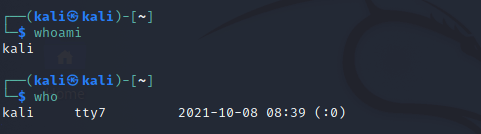 ┌──(kali㉿kali)-[~]
└─$ whoami
kali
┌──(kali㉿kali)-[~]
└─$ who
kali     tty7         2021-10-08 08:39 (:0)